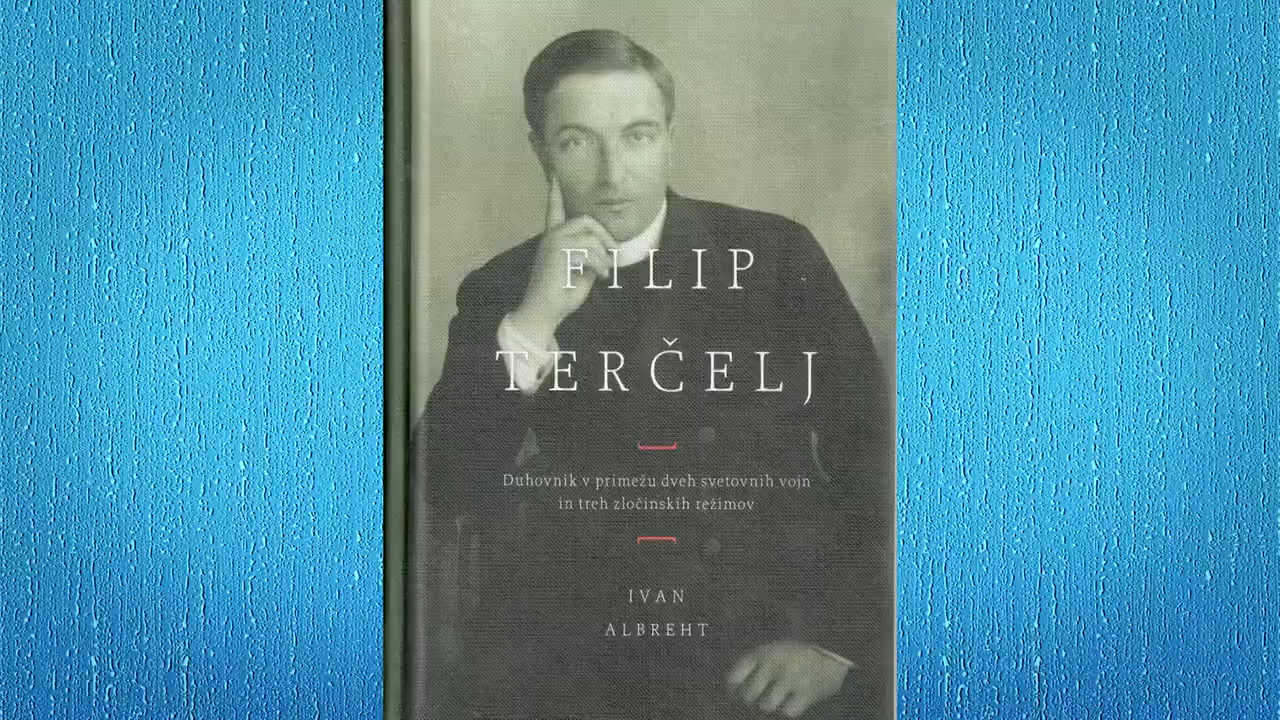 FILIP
TERČELJ
Duhovnik v primežu dveh svetovnih vojn
in treh zločinskih režimov
IVAN
ALBREHT